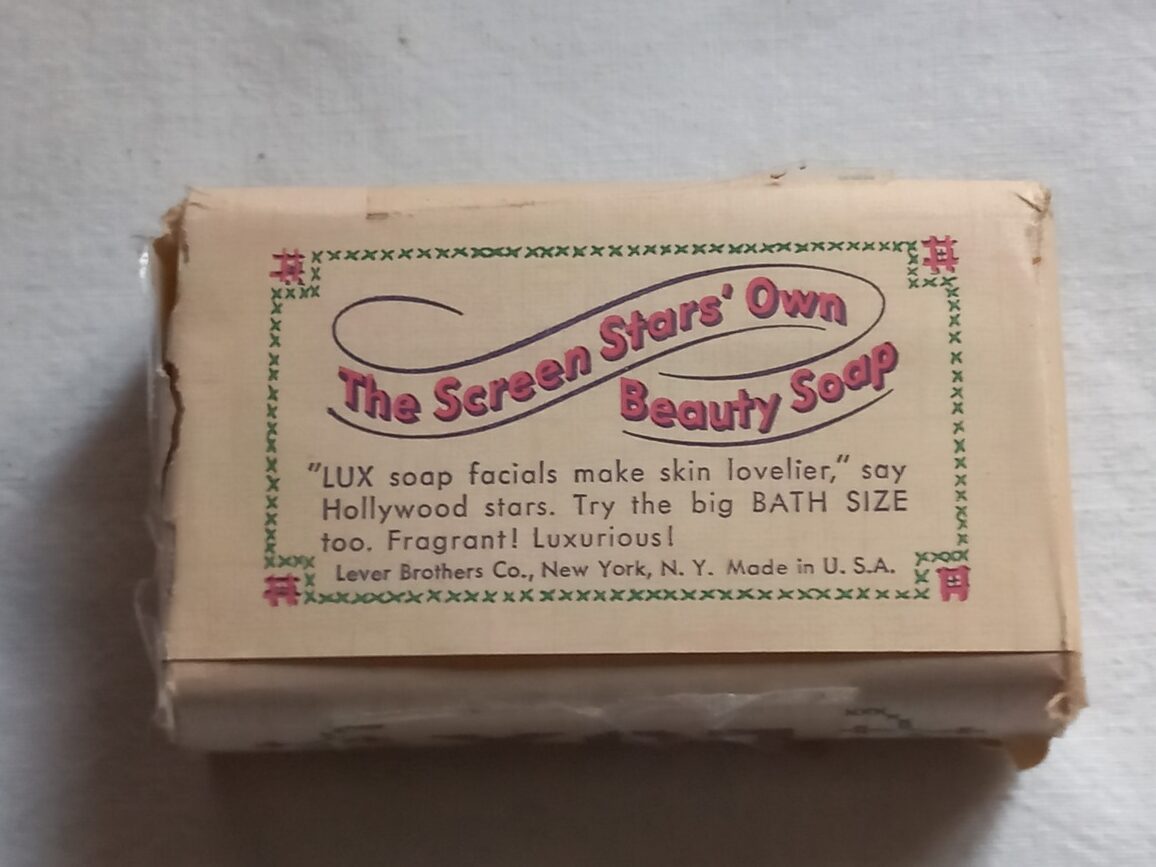 The Screen Stars' Own
Beauty Soap
"LUX soap facials make skin lovelier," say
Hollywood stars. Try the big BATH SIZE
too. Fragrant! Luxurious!
Lever Brothers Co., New York, N. Y. Made in U. S. A.